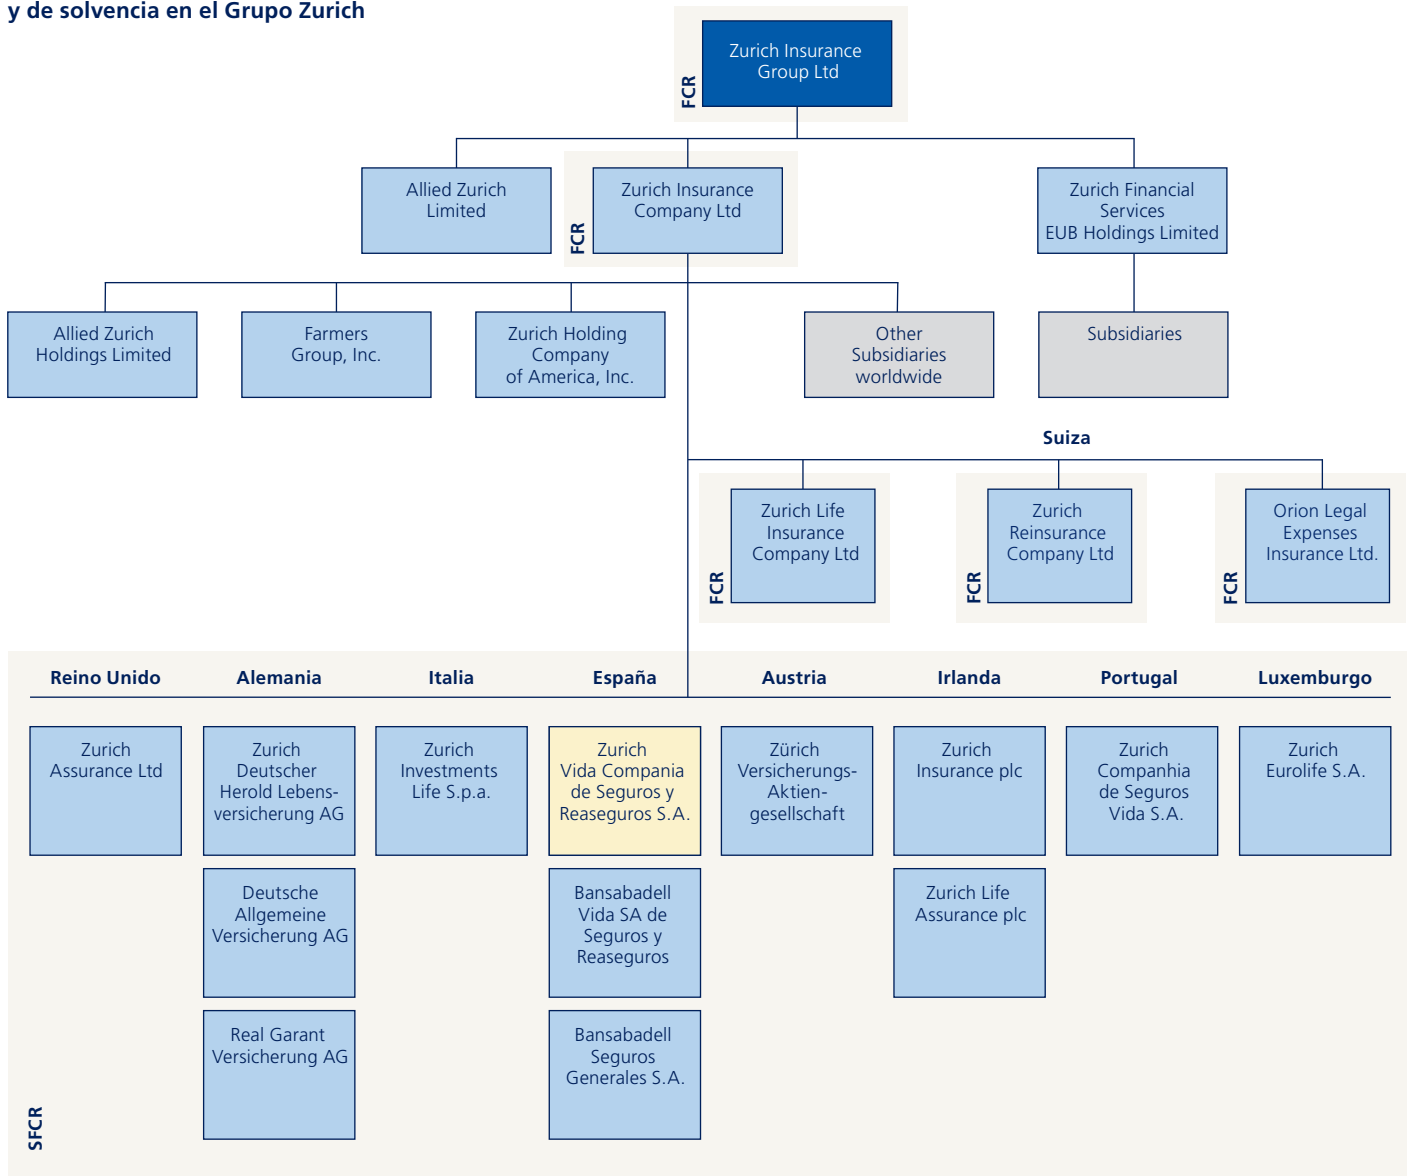 y de solvencia en el Grupo Zurich
Zurich Insurance
Group Ltd
FCR
Allied Zurich
Limited
Zurich Insurance
Company Ltd
FCR
Zurich Financial
Services
EUB Holdings Limited
Allied Zurich
Holdings Limited
Farmers
Group, Inc.
Zurich Holding
Company
of America, Inc.
Other
Subsidiaries
worldwide
Subsidiaries
Suiza
Zurich Life
Insurance
Company Ltd
FCR
Zurich
Reinsurance
Company Ltd
FCR
Orion Legal
Expenses
Insurance Ltd.
FCR
Reino Unido
Alemania
Italia
España
Austria
Irlanda
Portugal
Luxemburgo
Zurich
Assurance Ltd
Zurich
Deutscher
Herold Lebens-
versicherung AG
Zurich
Investments
Life S.p.a.
Zurich
Vida Compania
de Seguros y
Reaseguros S.A.
Zürich
Versicherungs-
Aktien-
gesellschaft
Zurich
Insurance plc
Zurich
Companhia
de Seguros
Vida S.A.
Zurich
Eurolife S.A.
Deutsche
Allgemeine
Versicherung AG
Bansabadell
Vida SA de
Seguros y
Reaseguros
Zurich Life
Assurance plc
Real Garant
Versicherung AG
Bansabadell
Seguros
Generales S.A.
SFCR